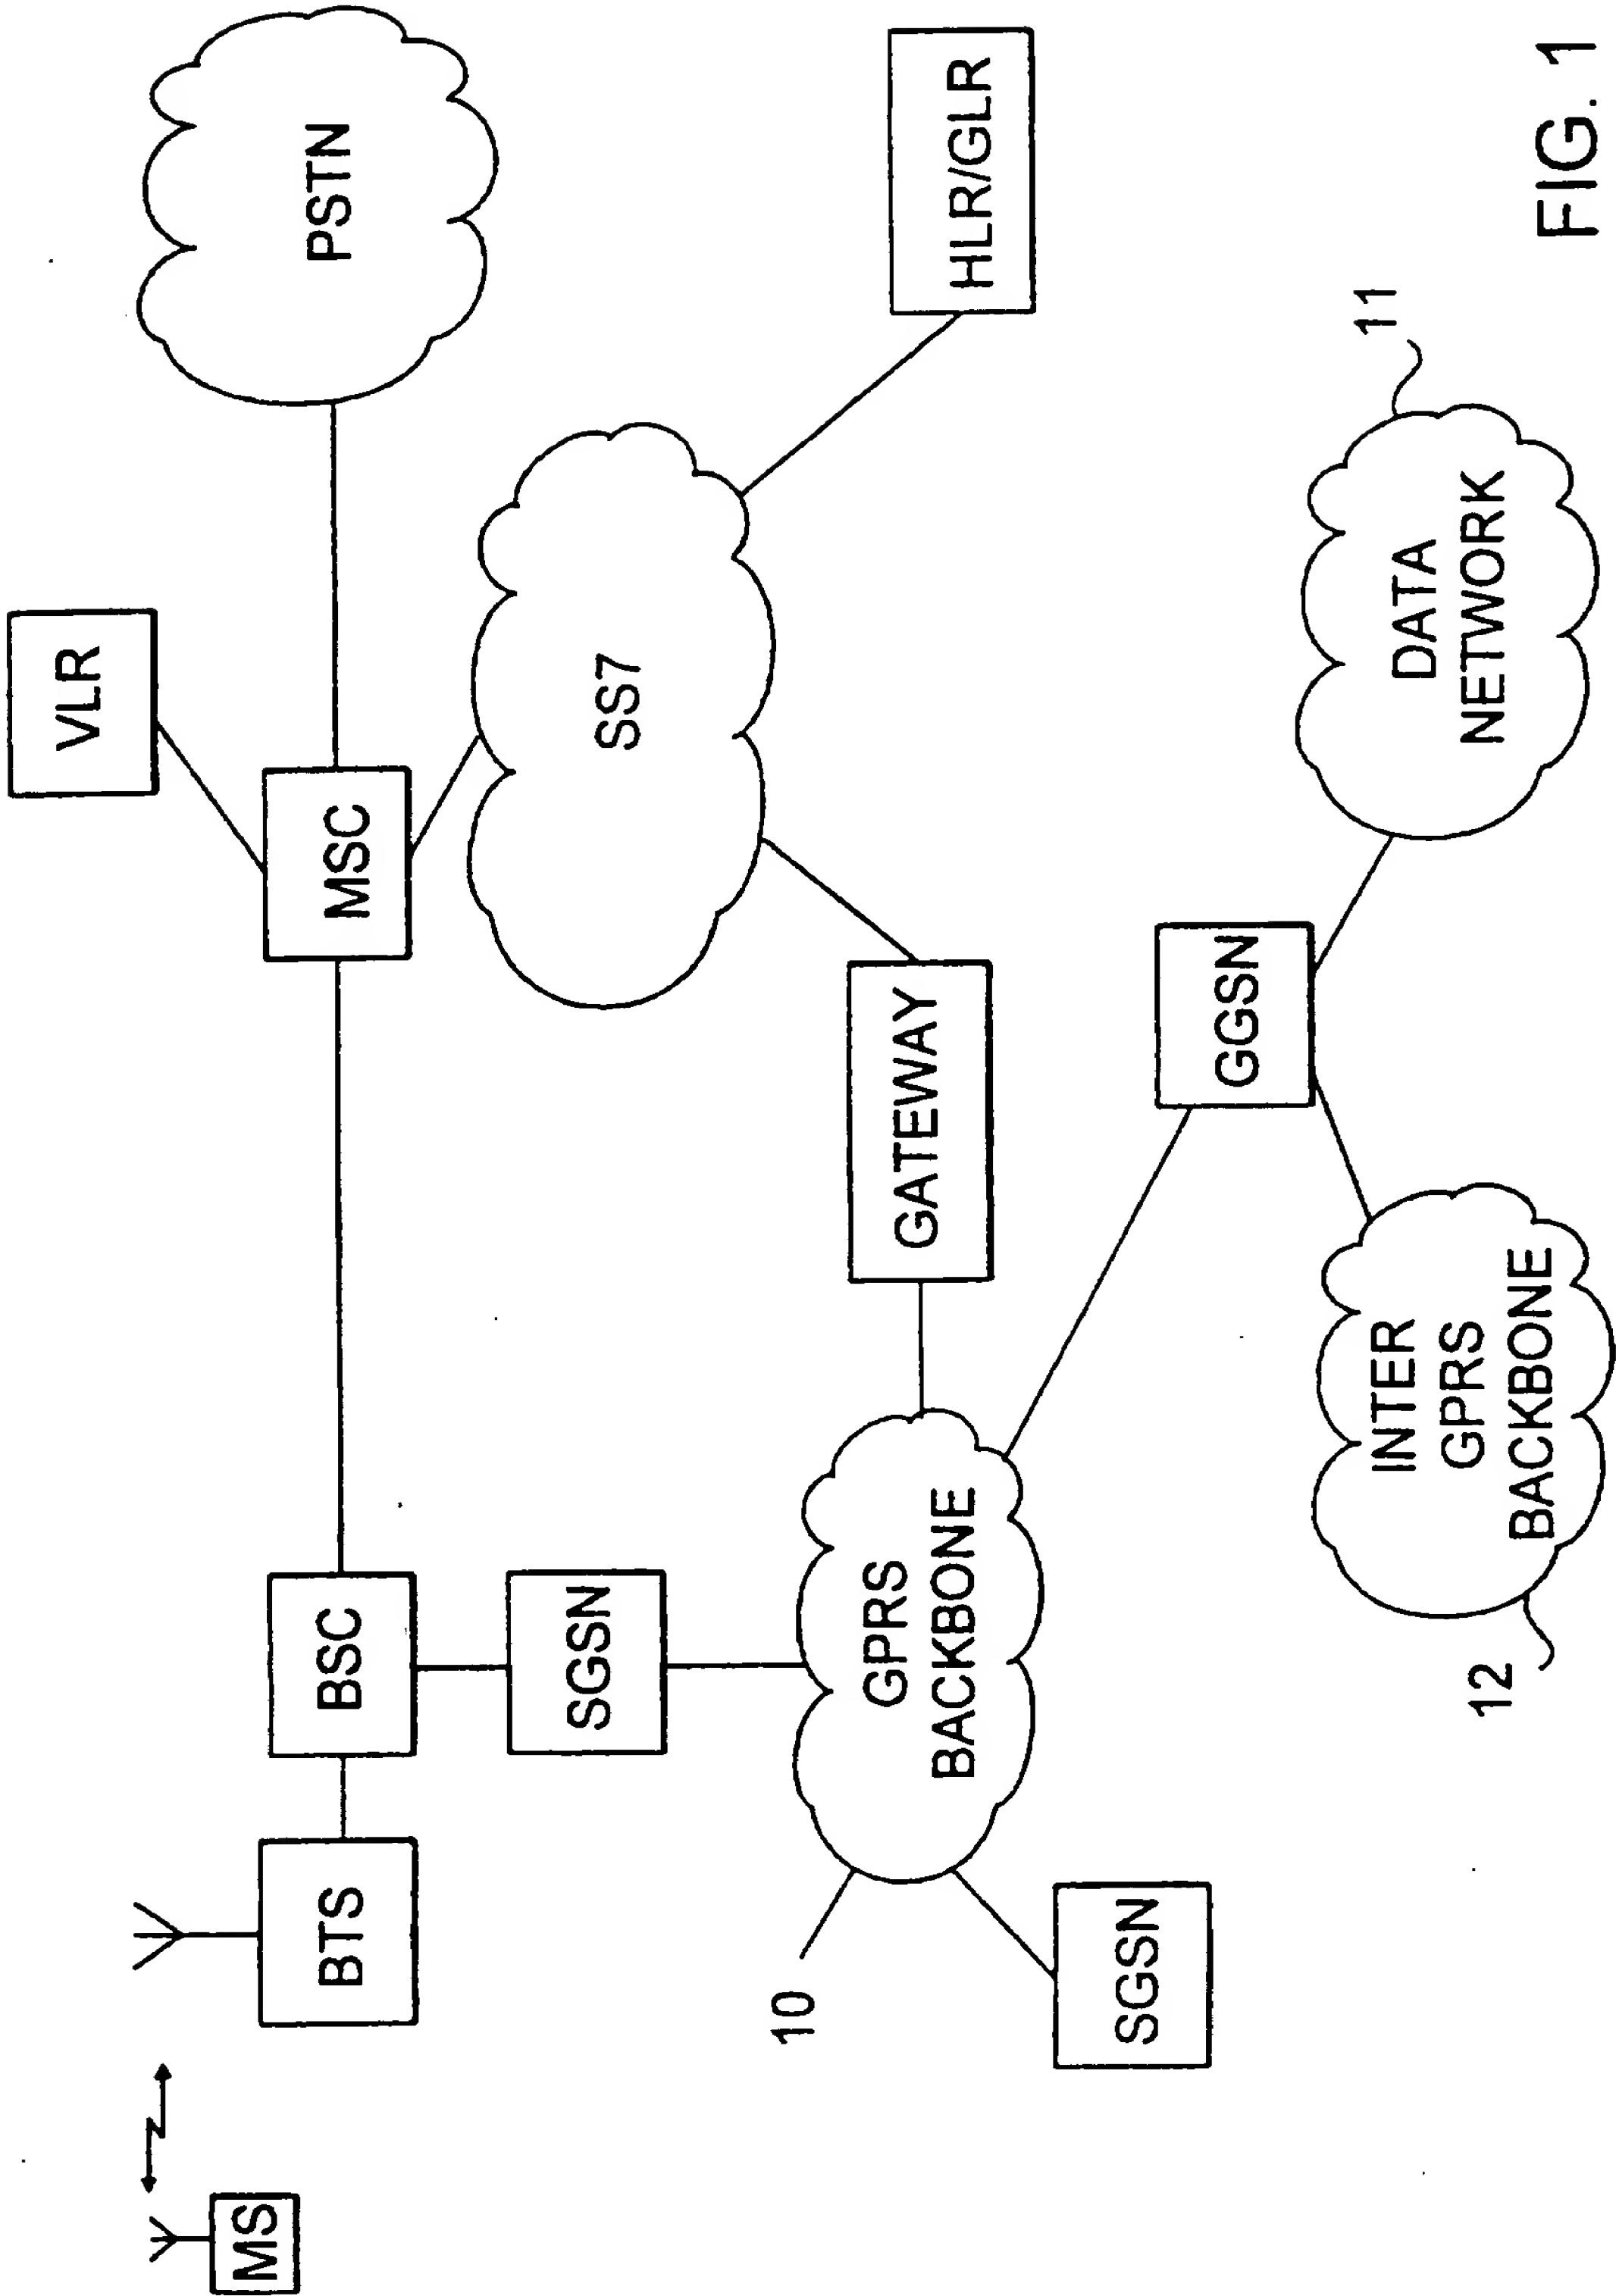 VLR
PSTN
MS
BTS
BSC
MSC
SGSN
SS7
10
GPRS
BACKBONE
GATEWAY
HLR/GLR
SGSN
GGSN
12
INTER
GPRS
BACKBONE
DATA
NETWORK
11
FIG. 1